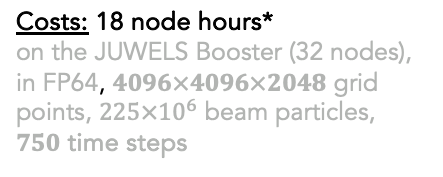 Costs: 18 node hours*
on the JUWELS Booster (32 nodes),
in FP64, 4096×4096×2048 grid
points, 225×10⁶ beam particles,
750 time steps